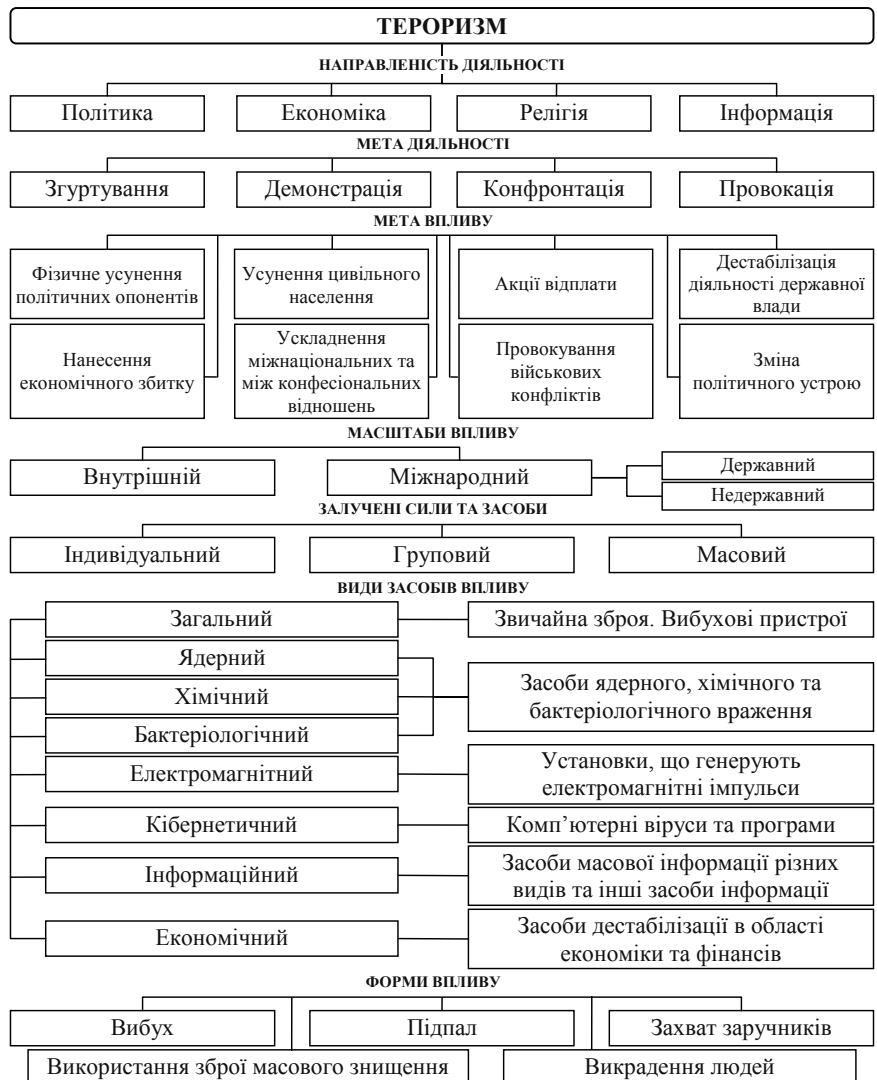 ТЕРОРИЗМ
НАПРАВЛЕНІСТЬ ДІЯЛЬНОСТІ
Політика
Економіка
Релігія
Інформація
МЕТА ДІЯЛЬНОСТІ
Згуртування
Демонстрація
Конфронтація
Провокація
МЕТА ВПЛИВУ
Фізичне усунення
політичних опонентів
Усунення цивільного
населення
Акції відплати
Дестабілізація
діяльності державної
влади
Нанесення
економічного збитку
Ускладнення
міжнаціональних та
між конфесіональних
відношень
Провокування
військових
конфліктів
Зміна
політичного устрою
МАСШТАБИ ВПЛИВУ
Внутрішній
Міжнародний
Державний
Недержавний
ЗАЛУЧЕНІ СИЛИ ТА ЗАСОБИ
Індивідуальний
Груповий
Масовий
ВИДИ ЗАСОБІВ ВПЛИВУ
Загальний
Звичайна зброя. Вибухові пристрої
Ядерний
Хімічний
Бактеріологічний
Засоби ядерного, хімічного та
бактеріологічного враження
Електромагнітний
Установки, що генерують
електромагнітні імпульси
Кібернетичний
Комп’ютерні віруси та програми
Інформаційний
Засоби масової інформації різних
видів та інші засоби інформації
Економічний
Засоби дестабілізації в області
економіки та фінансів
ФОРМИ ВПЛИВУ
Вибух
Підпал
Захват заручників
Використання зброї масового знищення
Викрадення людей